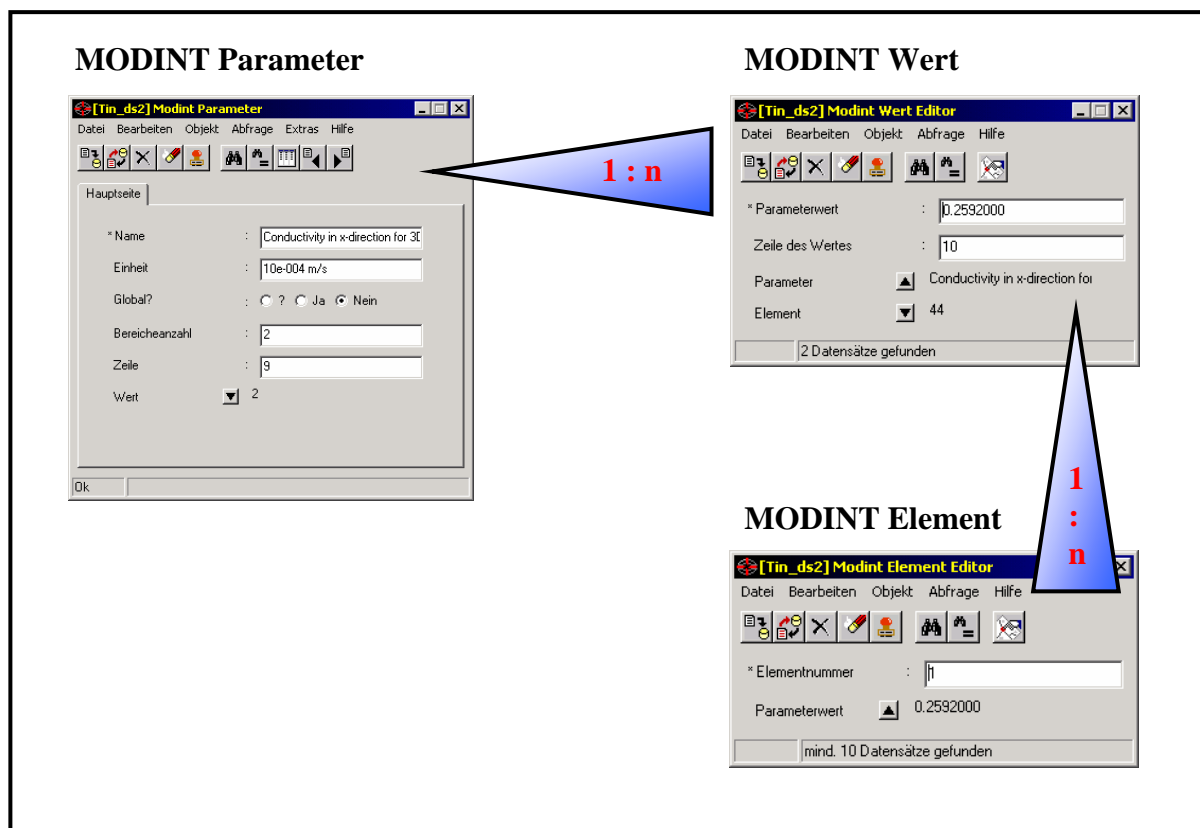 MODINT Parameter
[Tin_ds2] Modint Parameter
Datei Bearbeiten Objekt Abfrage Extras Hilfe
Hauptseite
* Name : Conductivity in x-direction for 3D
Einheit : 10e-004 m/s
Global? : ? Ja Nein
Bereicheanzahl : 2
Zeile : 9
Wert 2
Ok
1 : n
MODINT Wert
[Tin_ds2] Modint Wert Editor
Datei Bearbeiten Objekt Abfrage Hilfe
* Parameterwert : 0.2592000
Zeile des Wertes : 10
Parameter Conductivity in x-direction for
Element 44
2 Datensätze gefunden
1
:
n
MODINT Element
[Tin_ds2] Modint Element Editor
Datei Bearbeiten Objekt Abfrage Hilfe
* Elementnummer : 1
Parameterwert 0.2592000
mind. 10 Datensätze gefunden